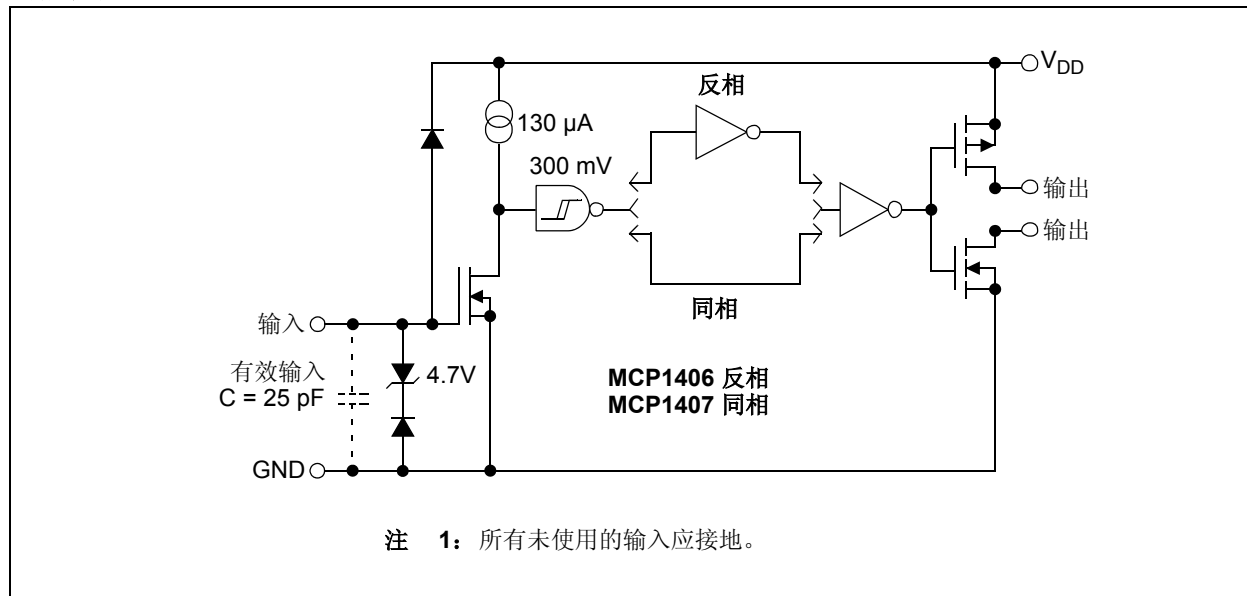 V_DD
反相
130 µA
300 mV
输出
输出
同相
输入
有效输入
C = 25 pF
4.7V
MCP1406 反相
MCP1407 同相
GND
注 1: 所有未使用的输入应接地。